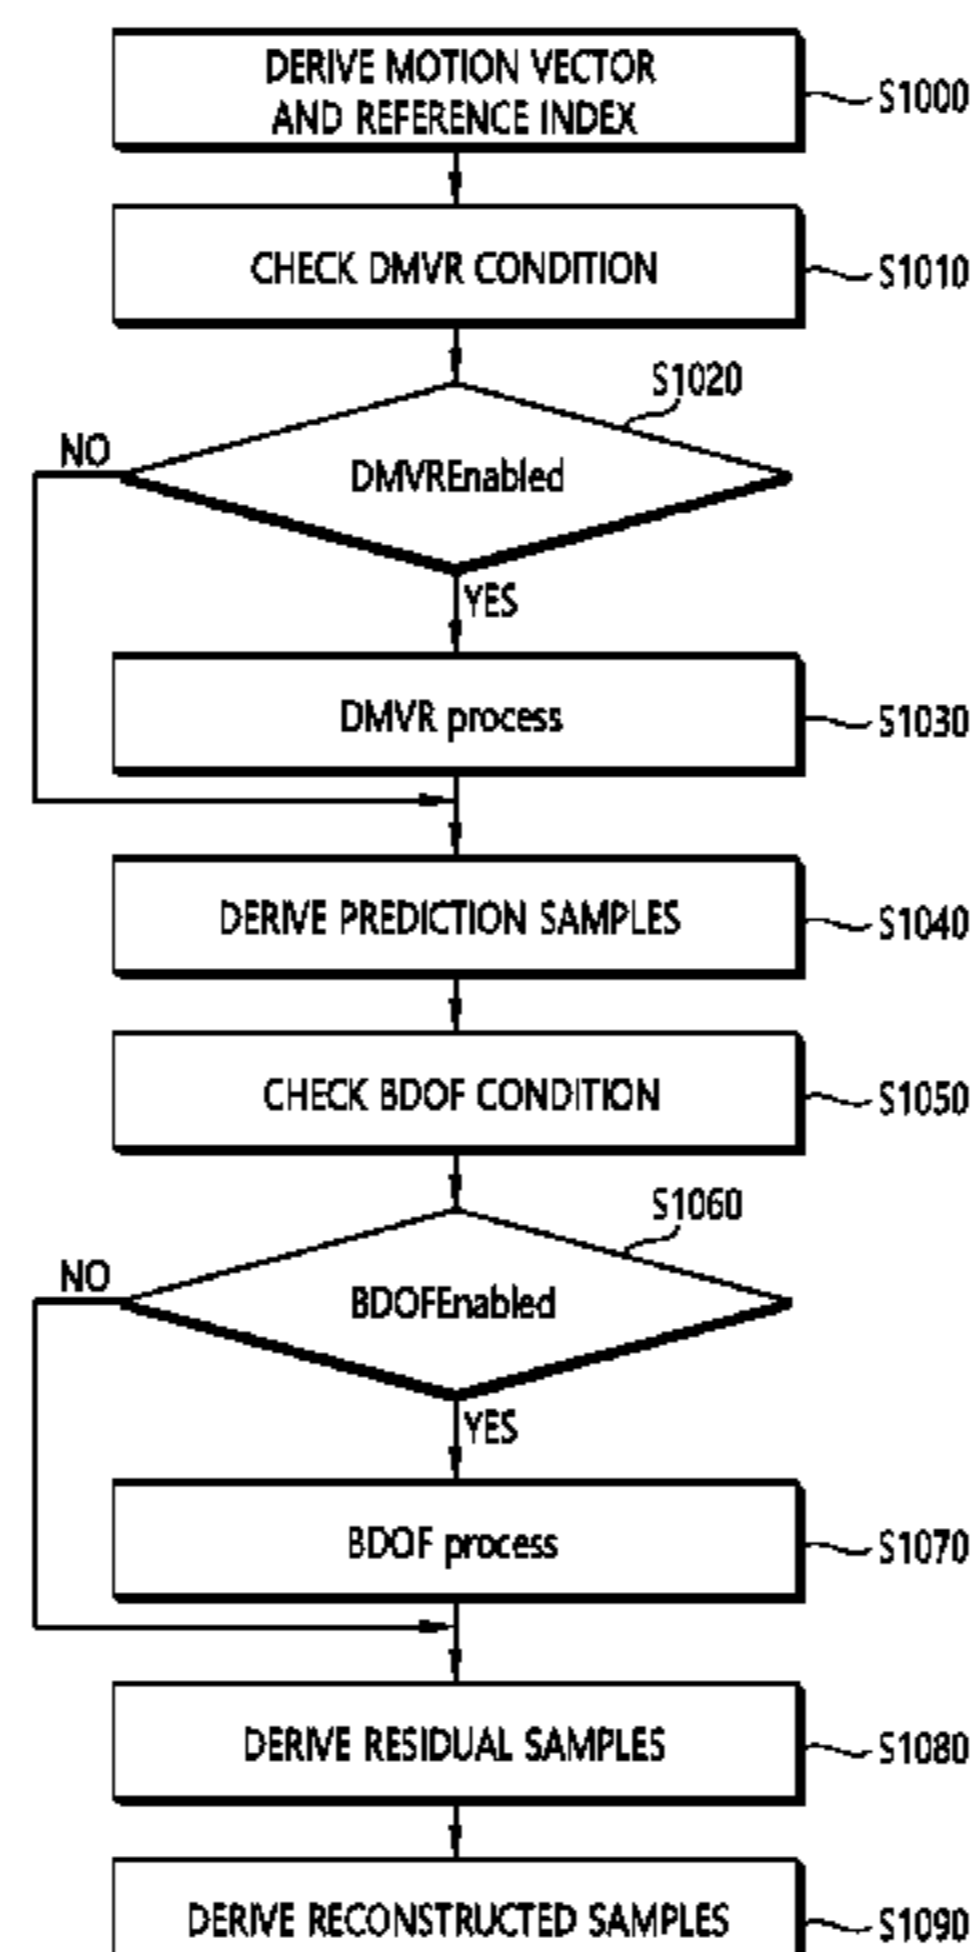 DERIVE MOTION VECTOR
AND REFERENCE INDEX
S1000
CHECK DMVR CONDITION
S1010
S1020
NO
DMVREnabled
YES
DMVR process
S1030
DERIVE PREDICTION SAMPLES
S1040
CHECK BDOF CONDITION
S1050
S1060
NO
BDOFEnabled
YES
BDOF process
S1070
DERIVE RESIDUAL SAMPLES
S1080
DERIVE RECONSTRUCTED SAMPLES
S1090